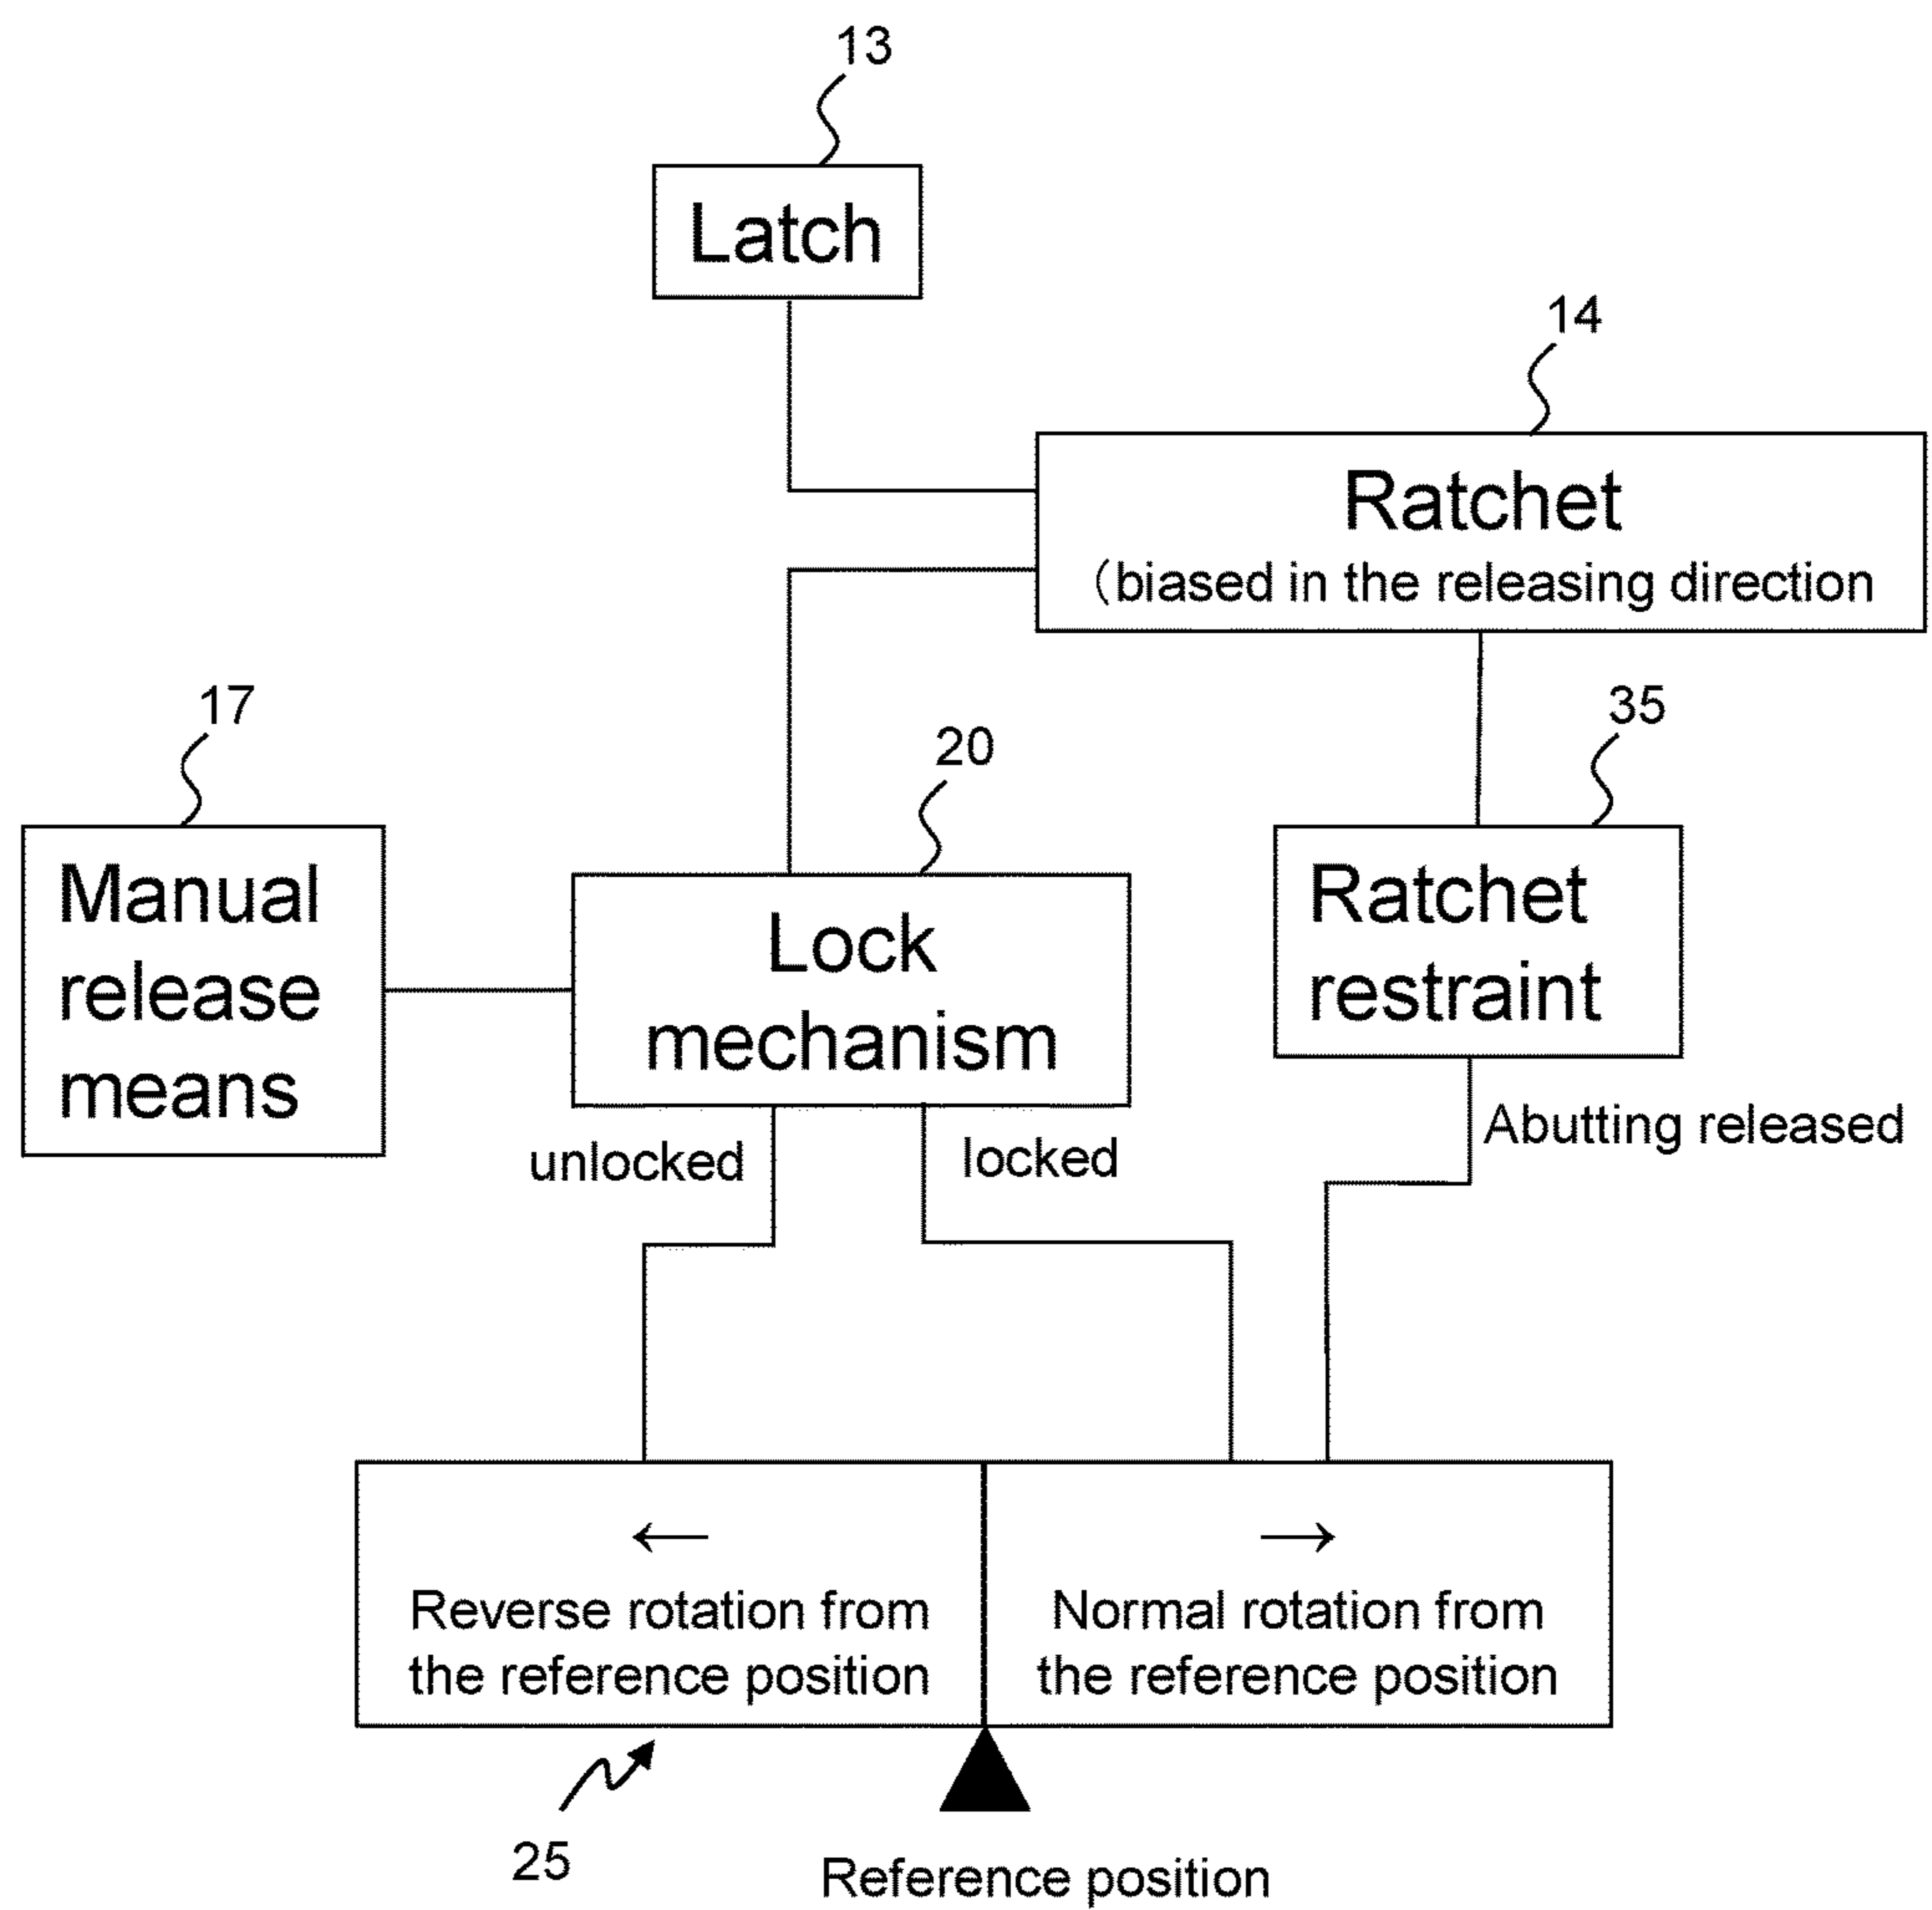 13
Latch
14
Ratchet
(biased in the releasing direction
17
20
35
Manual
release
means
Lock
mechanism
Ratchet
restraint
unlocked
locked
Abutting released
←
→
Reverse rotation from
the reference position
Normal rotation from
the reference position
25
Reference position